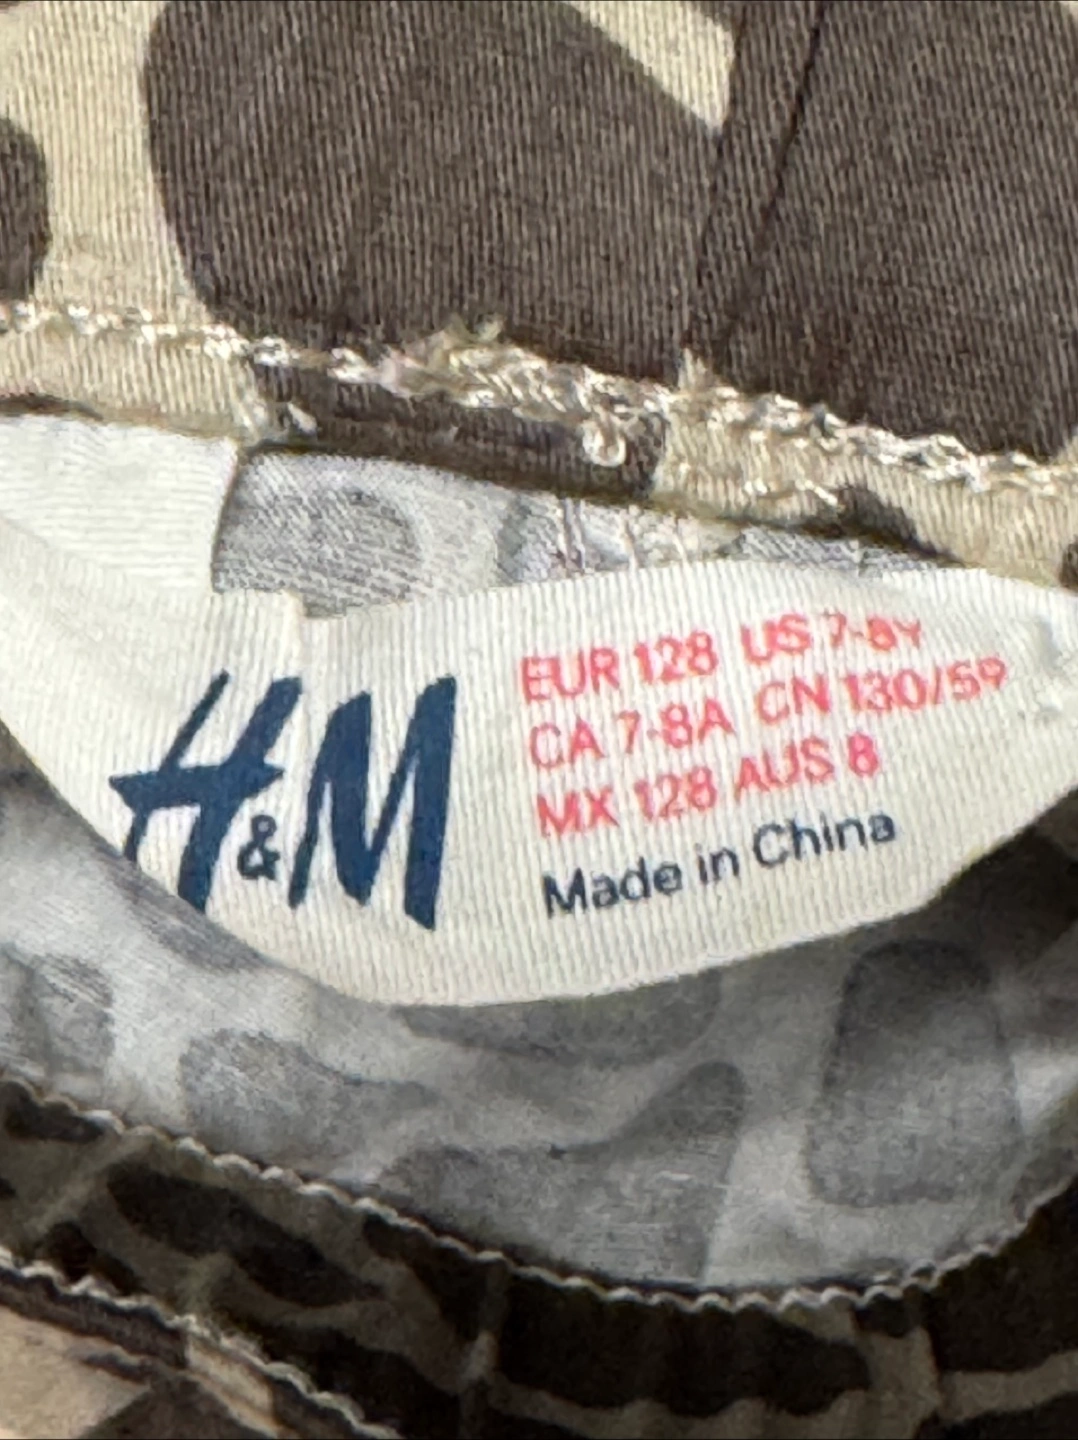 H&M
EUR 128 US 7-8Y
CA 7-8A CN 130/59
MX 128 AUS 8
Made in China